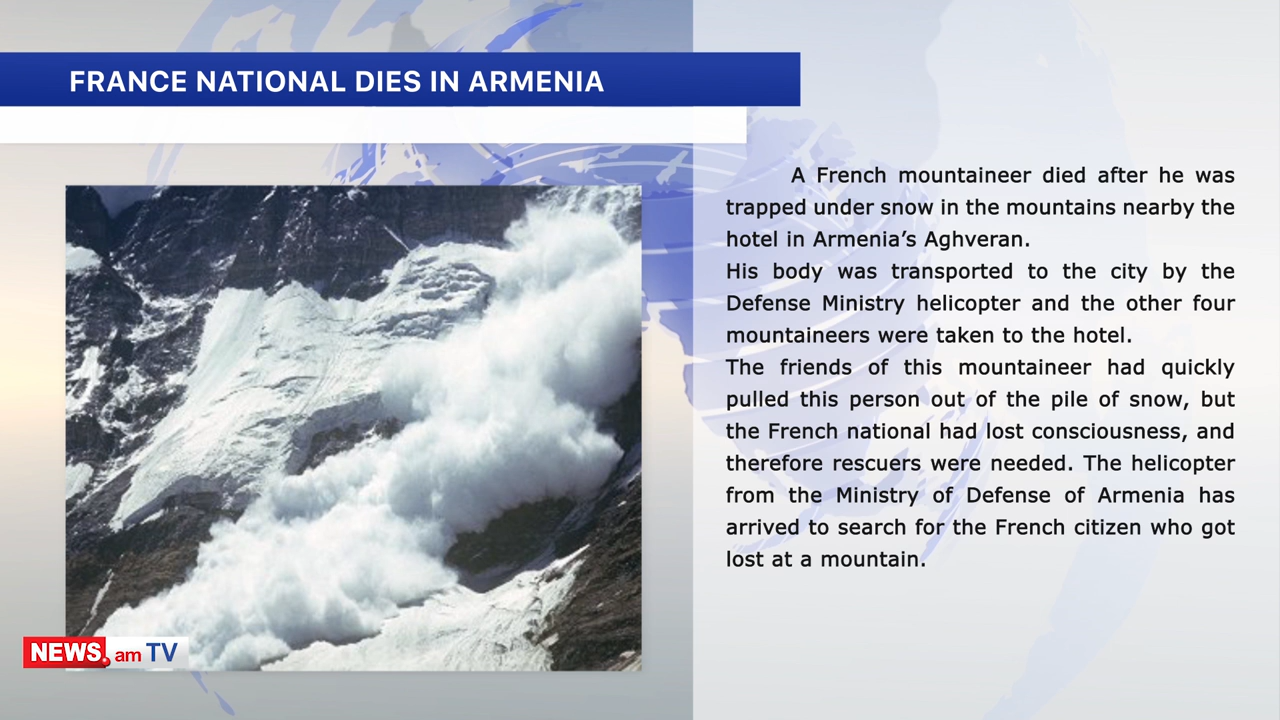 FRANCE NATIONAL DIES IN ARMENIA
A French mountaineer died after he was
trapped under snow in the mountains nearby the
hotel in Armenia’s Aghveran.
His body was transported to the city by the
Defense Ministry helicopter and the other four
mountaineers were taken to the hotel.
The friends of this mountaineer had quickly
pulled this person out of the pile of snow, but
the French national had lost consciousness, and
therefore rescuers were needed. The helicopter
from the Ministry of Defense of Armenia has
arrived to search for the French citizen who got
lost at a mountain.
NEWS.am TV